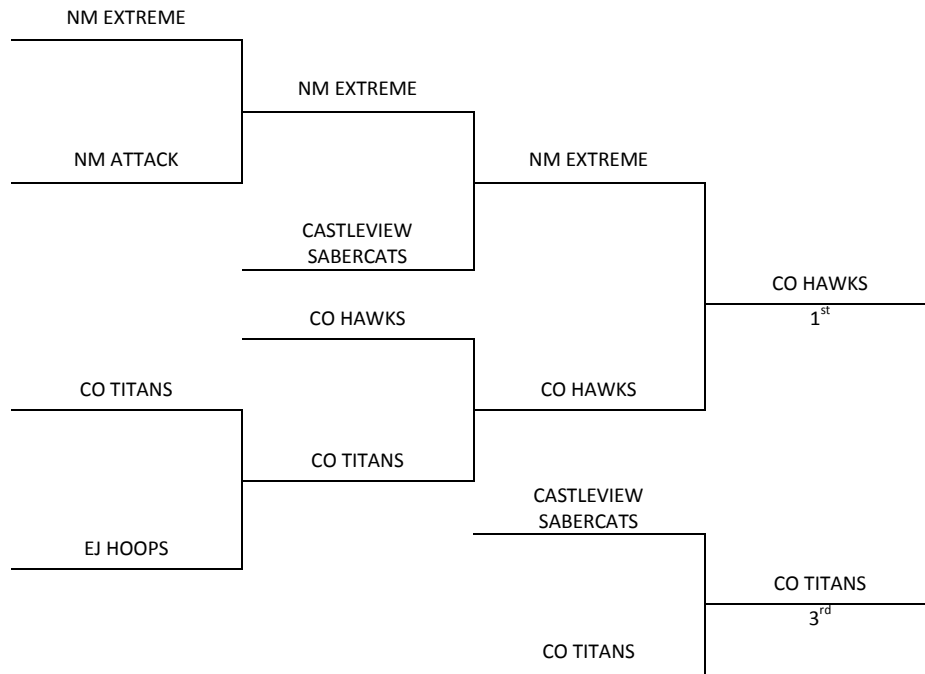 NM EXTREME
NM EXTREME
NM ATTACK
NM EXTREME
CASTLEVIEW
SABERCATS
CO HAWKS
1st
CO HAWKS
CO TITANS
CO HAWKS
CO TITANS
CASTLEVIEW
SABERCATS
EJ HOOPS
CO TITANS
3rd
CO TITANS